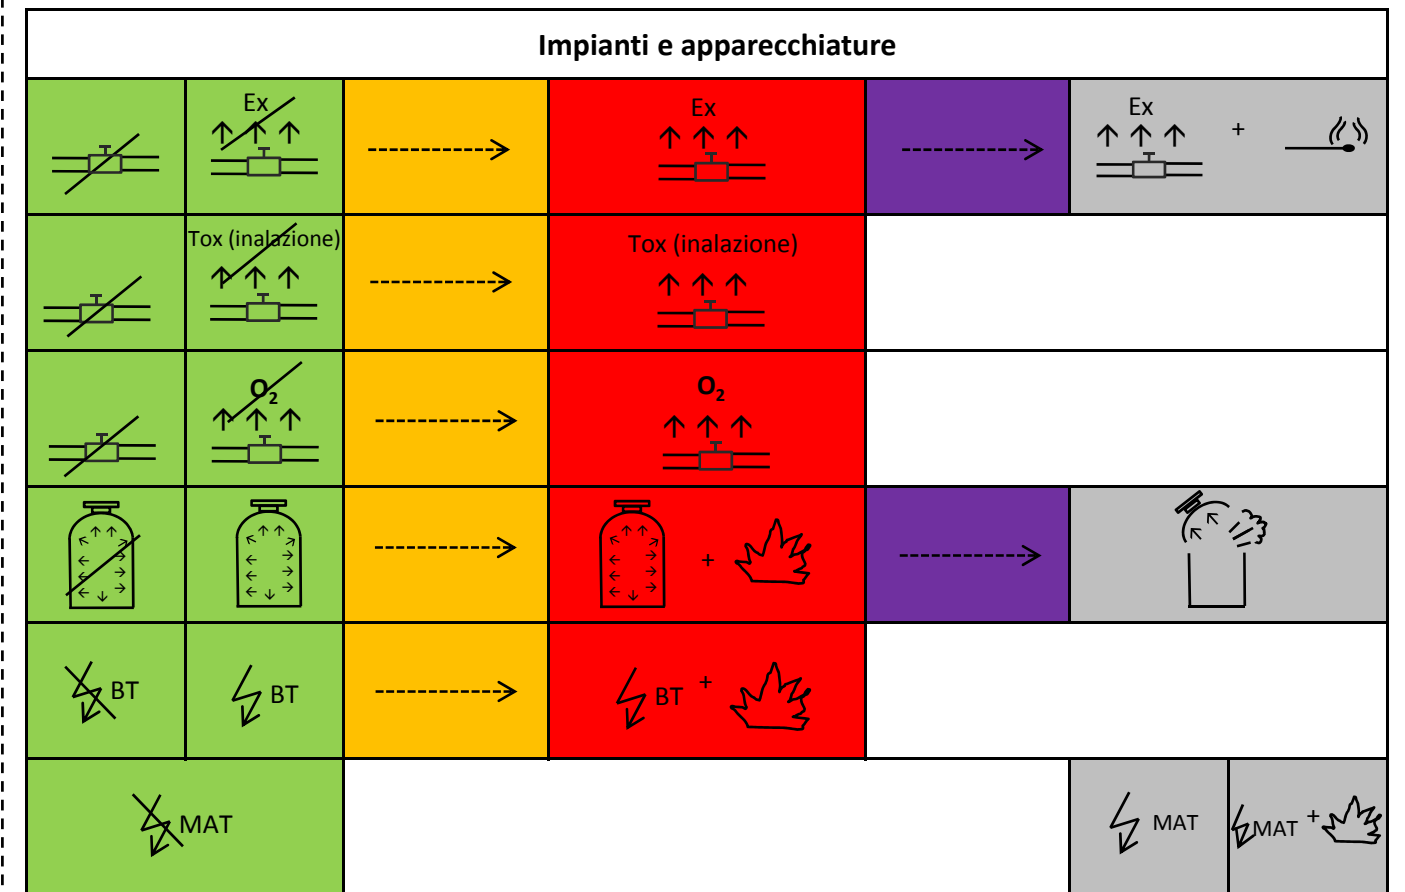 Impianti e apparecchiature
Ex
Ex
Ex
+
Tox (inalazione)
Tox (inalazione)
O₂
O₂
+
BT
BT
BT
+
MAT
MAT
MAT
+